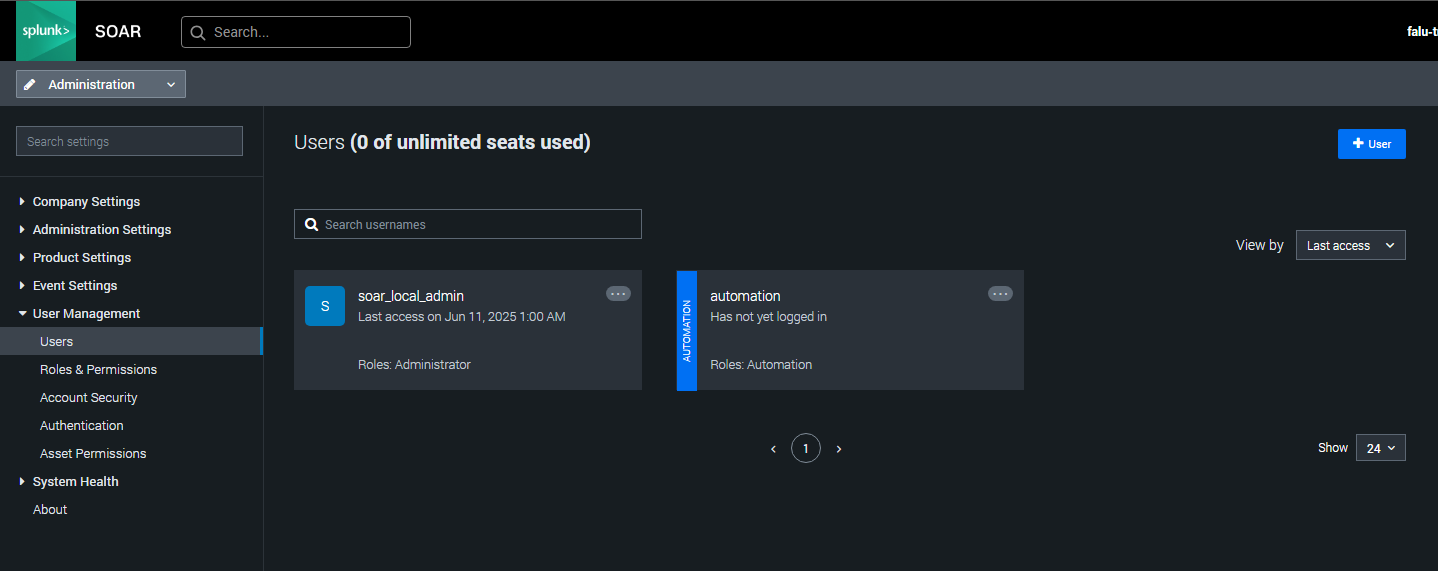 splunk> SOAR Search... falu-t
Administration
Search settings
Company Settings
Administration Settings
Product Settings
Event Settings
User Management
Users
Roles & Permissions
Account Security
Authentication
Asset Permissions
System Health
About
Users (0 of unlimited seats used)
+ User
Search usernames
View by Last access
S
soar_local_admin
Last access on Jun 11, 2025 1:00 AM
Roles: Administrator
AUTOMATION
automation
Has not yet logged in
Roles: Automation
1
Show 24